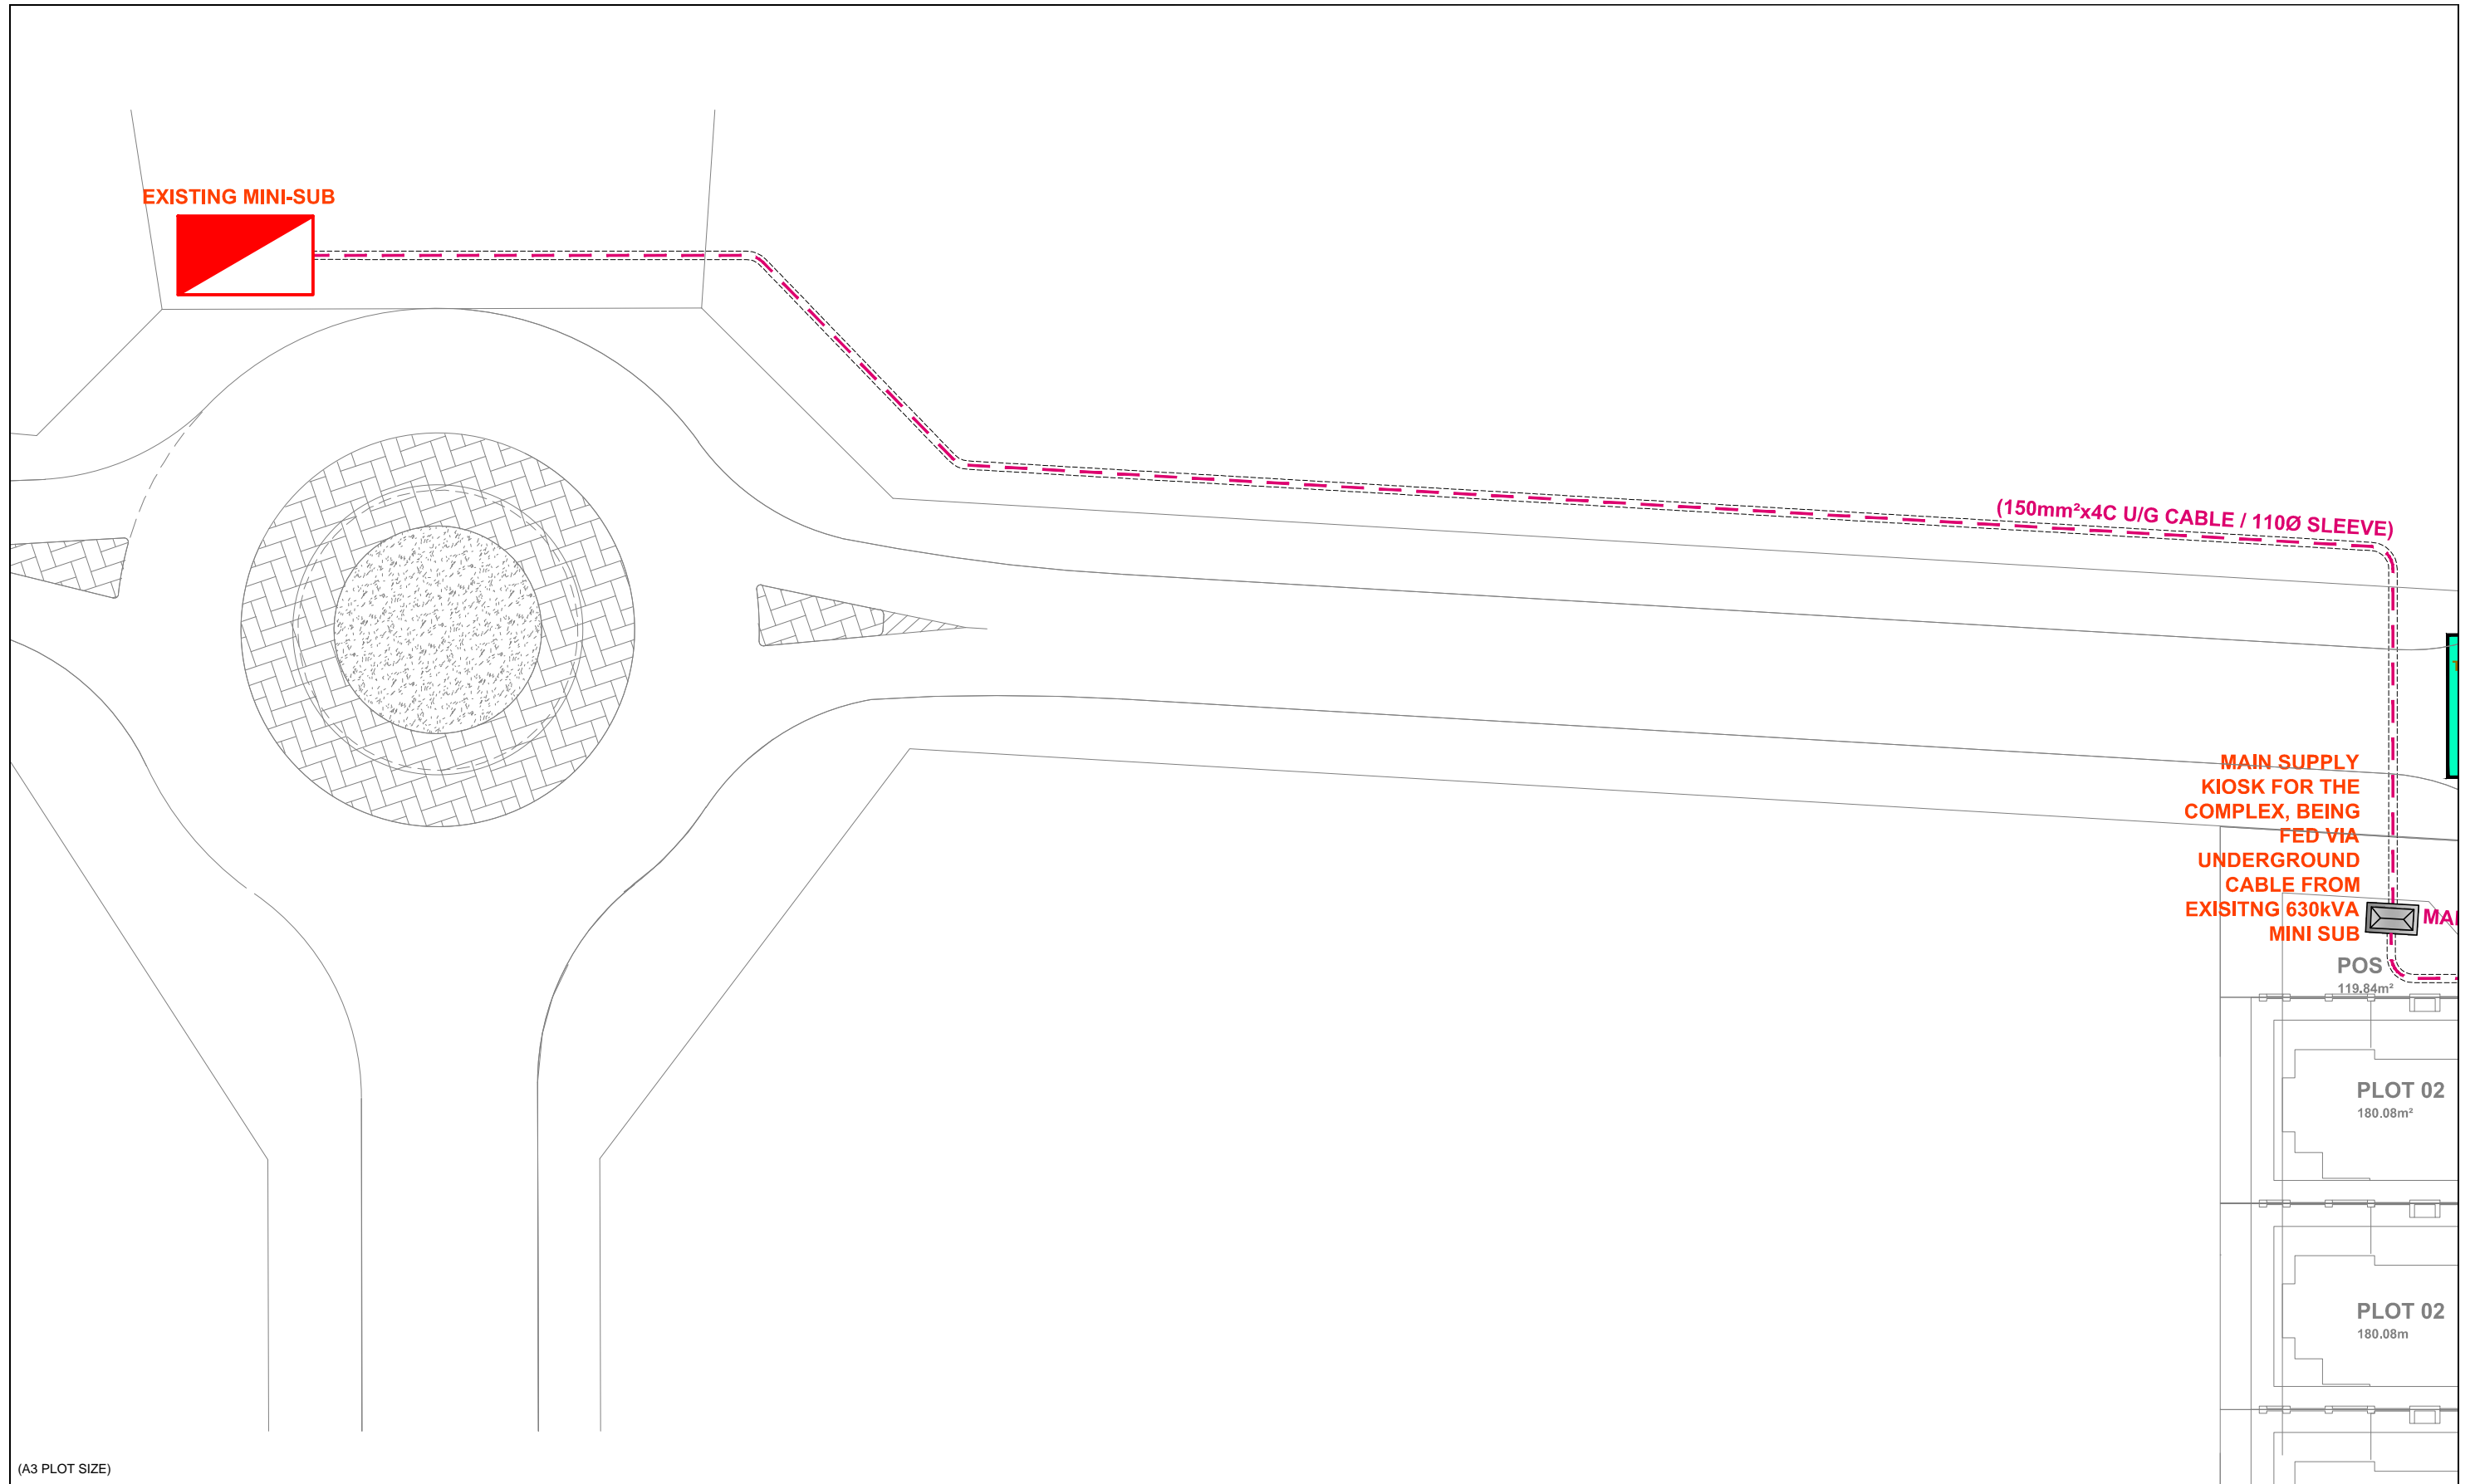 EXISTING MINI-SUB
(150mm²x4C U/G CABLE / 110Ø SLEEVE)
MAIN SUPPLY
KIOSK FOR THE
COMPLEX, BEING
FED VIA
UNDERGROUND
CABLE FROM
EXISITNG 630kVA
MINI SUB
POS
119.84m²
PLOT 02
180.08m²
PLOT 02
180.08m
(A3 PLOT SIZE)